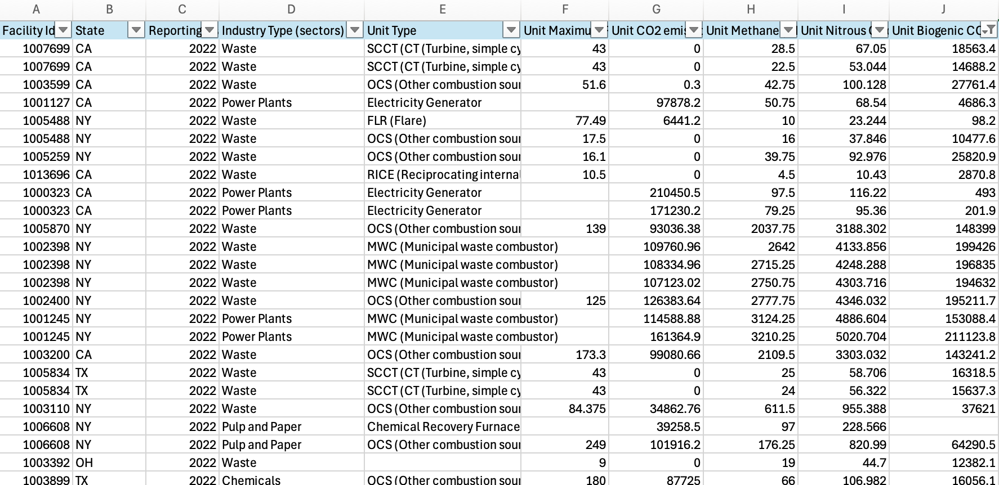 A B C D E F G H I J
Facility Id State Reporting Industry Type (sectors) Unit Type Unit Maximu Unit CO2 emis Unit Methane Unit Nitrous Unit Biogenic CO
1007699 CA 2022 Waste SCCT (CT (Turbine, simple cy 43 0 28.5 67.05 18563.4
1007699 CA 2022 Waste SCCT (CT (Turbine, simple cy 43 0 22.5 53.044 14688.2
1003599 CA 2022 Waste OCS (Other combustion sour 51.6 0.3 42.75 100.128 27761.4
1001127 CA 2022 Power Plants Electricity Generator 97878.2 50.75 68.54 4686.3
1005488 NY 2022 Waste FLR (Flare) 77.49 6441.2 10 23.244 98.2
1005488 NY 2022 Waste OCS (Other combustion sour 17.5 0 16 37.846 10477.6
1005259 NY 2022 Waste OCS (Other combustion sour 16.1 0 39.75 92.976 25820.9
1013696 CA 2022 Waste RICE (Reciprocating interna 10.5 0 4.5 10.43 2870.8
1000323 CA 2022 Power Plants Electricity Generator 210450.5 97.5 116.22 493
1000323 CA 2022 Power Plants Electricity Generator 171230.2 79.25 95.36 201.9
1005870 NY 2022 Waste OCS (Other combustion sour 139 93036.38 2037.75 3188.302 148399
1002398 NY 2022 Waste MWC (Municipal waste combustor) 109760.96 2642 4133.856 199426
1002398 NY 2022 Waste MWC (Municipal waste combustor) 108334.96 2715.25 4248.288 196835
1002398 NY 2022 Waste MWC (Municipal waste combustor) 107123.02 2750.75 4303.716 194632
1002400 NY 2022 Waste OCS (Other combustion sour 125 126383.64 2777.75 4346.032 195211.7
1001245 NY 2022 Power Plants MWC (Municipal waste combustor) 114588.88 3124.25 4886.604 153088.4
1001245 NY 2022 Power Plants MWC (Municipal waste combustor) 161364.9 3210.25 5020.704 211123.8
1003200 CA 2022 Waste OCS (Other combustion sour 173.3 99080.66 2109.5 3303.032 143241.2
1005834 TX 2022 Waste SCCT (CT (Turbine, simple cy 43 0 25 58.706 16318.5
1005834 TX 2022 Waste SCCT (CT (Turbine, simple cy 43 0 24 56.322 15637.3
1003110 NY 2022 Waste OCS (Other combustion sour 84.375 34862.76 611.5 955.388 37621
1006608 NY 2022 Pulp and Paper Chemical Recovery Furnace 39258.5 97 228.566
1006608 NY 2022 Pulp and Paper OCS (Other combustion sour 249 101916.2 176.25 820.99 64290.5
1003392 OH 2022 Waste 9 0 19 44.7 12382.1
1003899 TX 2022 Chemicals OCS (Other combustion sour 180 87725 66 106.982 16056.1